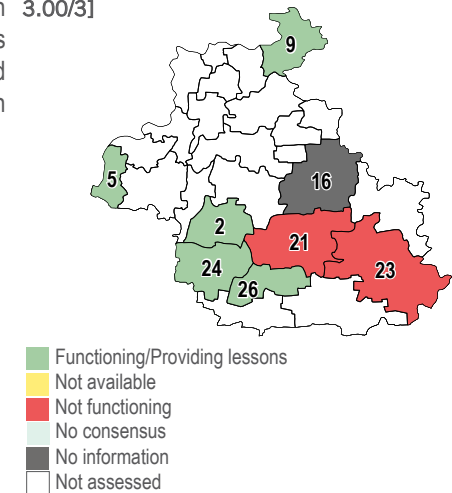 n 3.00/3]
s
d
n
9
5
16
2
21
24
23
26
Functioning/Providing lessons
Not available
Not functioning
No consensus
No information
Not assessed